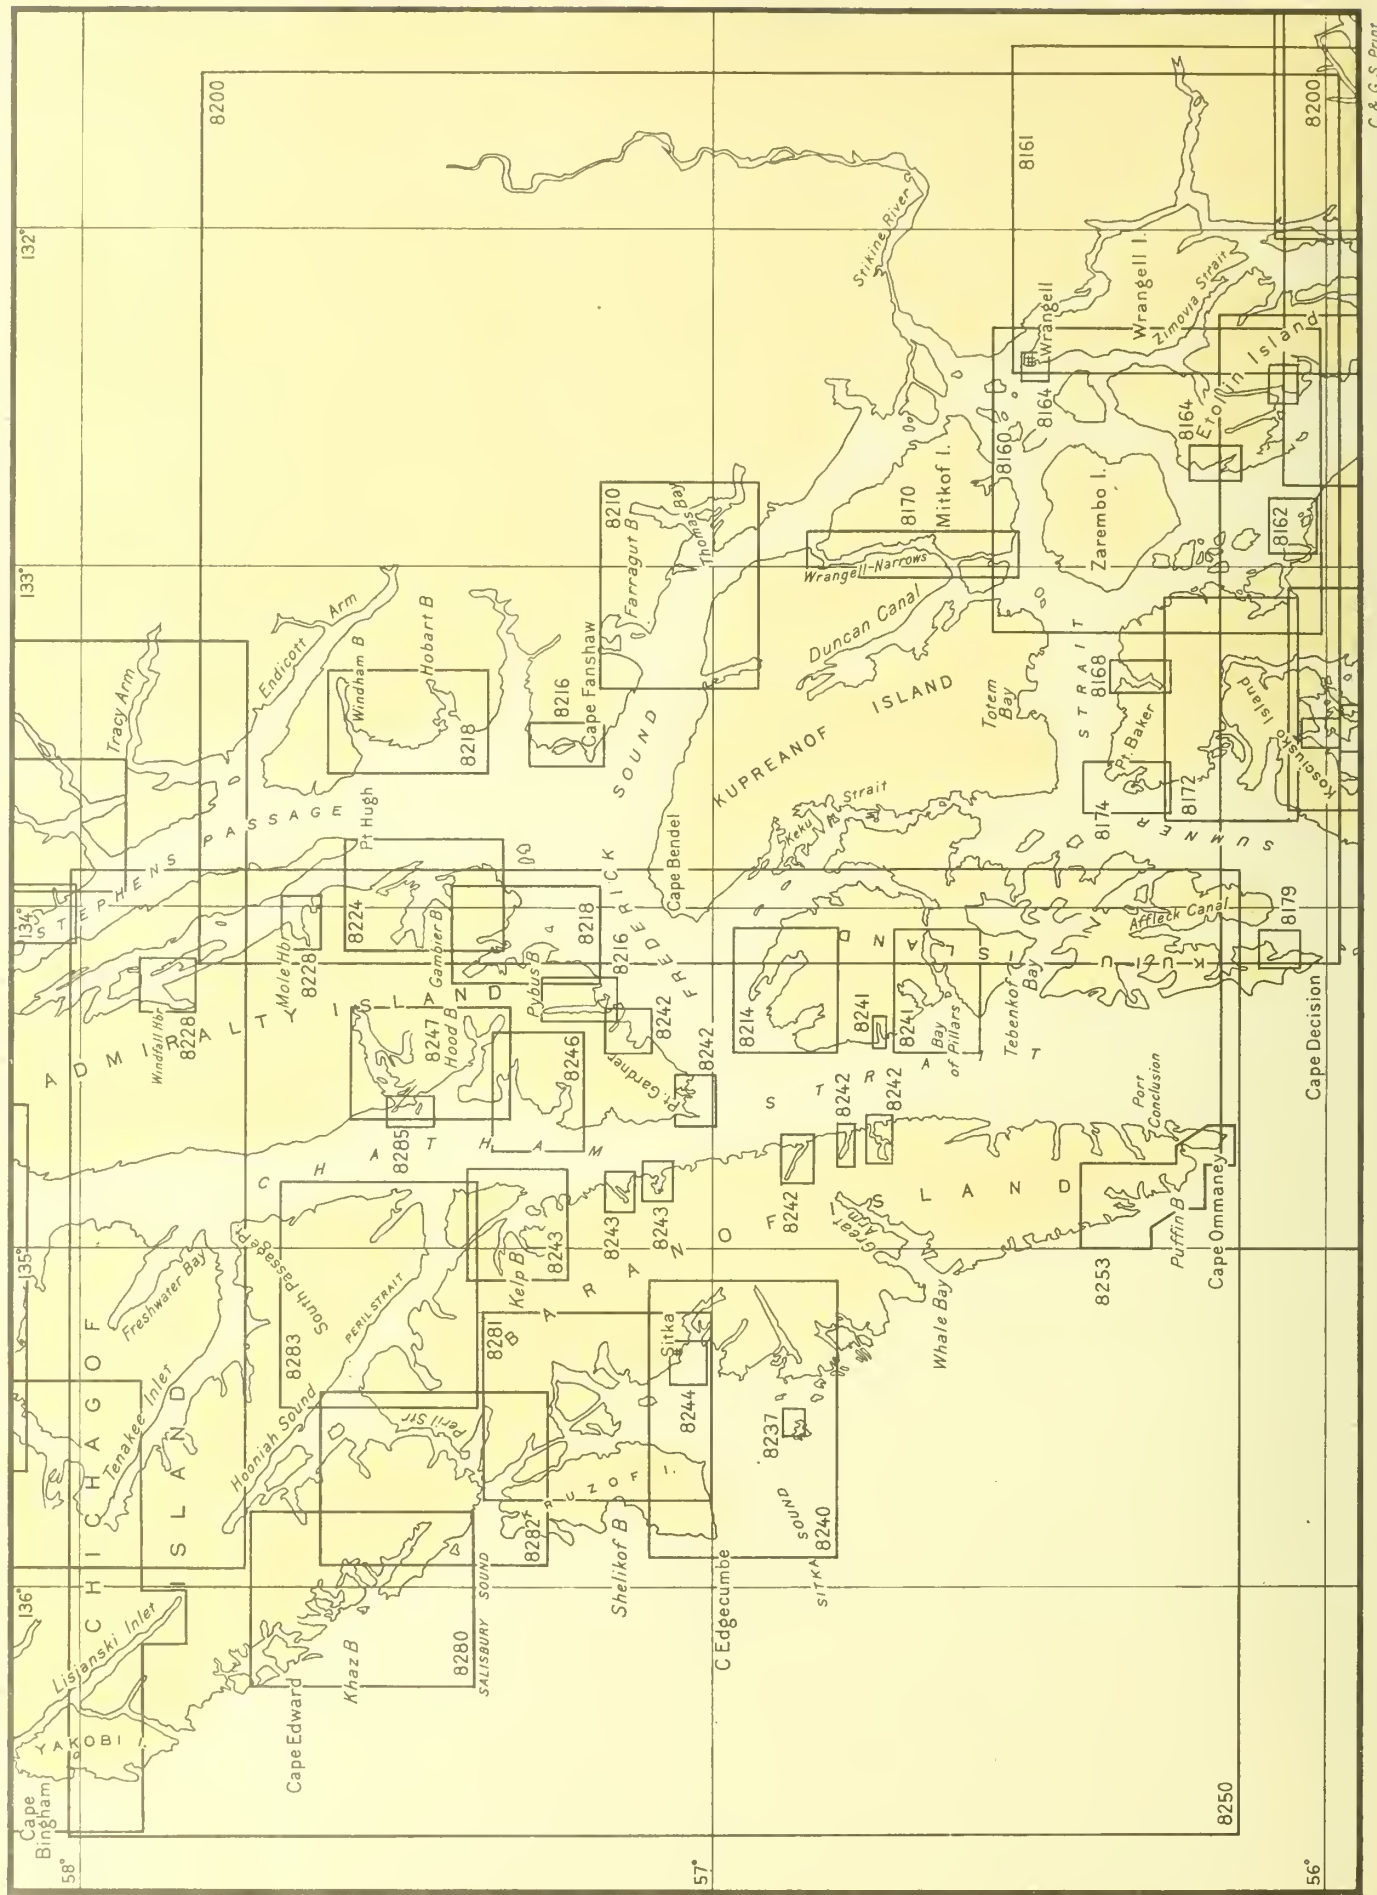 132°
133°
134°
135°
136°
58°
57°
56°
8200
8161
8200
Stikine River
Wrangell I.
Zimovia Strait
Wrangell
8164
8160
8164
Etolin Island
8162
Zarembo I.
Mitkof I.
8170
Wrangell-Narrows
Duncan Canal
8210
Farragut B
Thomas Bay
Tracy Arm
Endicott Arm
Windham B
Hobart B
8218
8216
Cape Fanshaw
KUPREANOF ISLAND
Totem Bay
STRAIT
8168
Pt. Baker
Kosciusko Island
8174
8172
SUMNER
Keku Strait
Cape Bendel
FREDERICK SOUND
STEPHENS PASSAGE
Pt Hugh
8224
Gambier B
8218
Mole Hbr
8228
Windfall Hbr
8228
ADMIRALTY ISLAND
Pybus B
8216
8242
8247
Hood B
8246
Pt. Gardner
8242
8285
CHATHAM STRAIT
8214
8241
8241
Bay of Pillars
Tebenkof Bay
KUIU ISLAND
Affleck Canal
8179
Cape Decision
Port Conclusion
8242
8242
8242
8243
8243
Kelp B
8243
BARANOF ISLAND
Great Arm
Whale Bay
8253
Puffin B
Cape Ommaney
South Passage Pt
Freshwater Bay
Tenakee Inlet
8283
PERIL STRAIT
Hooniah Sound
Peril Str
8281
Sitka
8244
8237
SITKA SOUND
8240
KRUZOF I.
8282
Shelikof B
C Edgecumbe
SALISBURY SOUND
8280
Khaz B
Cape Edward
CHICHAGOF ISLAND
Lisianski Inlet
YAKOBI I.
Cape Bingham
8250
C. & G. S. Print